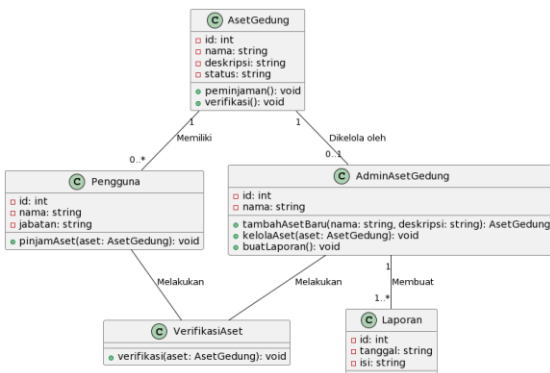 C AsetGedung
id: int
nama: string
deskripsi: string
status: string
peminjaman(): void
verifikasi(): void
1
1
Memiliki
Dikelola oleh
0..*
0..1
C Pengguna
id: int
nama: string
jabatan: string
pinjamAset(aset: AsetGedung): void
C AdminAsetGedung
id: int
nama: string
tambahAsetBaru(nama: string, deskripsi: string): AsetGedung
kelolaAset(aset: AsetGedung): void
buatLaporan(): void
Melakukan
Melakukan
1
Membuat
1..*
C VerifikasiAset
verifikasi(aset: AsetGedung): void
C Laporan
id: int
tanggal: string
isi: string